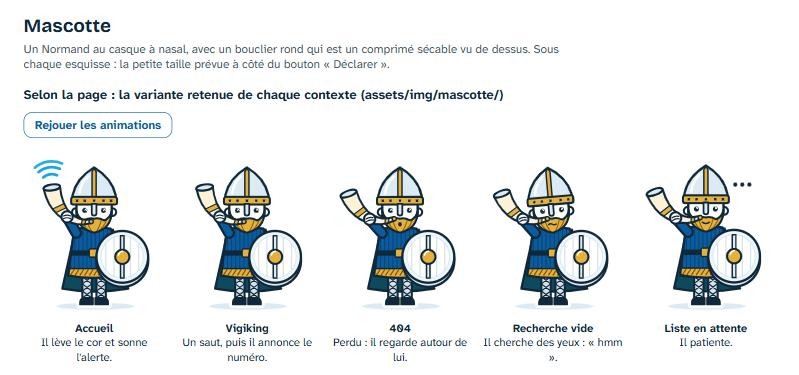 Mascotte
Un Normand au casque à nasal, avec un bouclier rond qui est un comprimé sécable vu de dessus. Sous
chaque esquisse : la petite taille prévue à côté du bouton « Déclarer ».
Selon la page : la variante retenue de chaque contexte (assets/img/mascotte/)
Rejouer les animations
Accueil
Il lève le cor et sonne
l'alerte.
Vigiking
Un saut, puis il annonce le
numéro.
404
Perdu : il regarde autour de
lui.
Recherche vide
Il cherche des yeux : « hmm
».
Liste en attente
Il patiente.